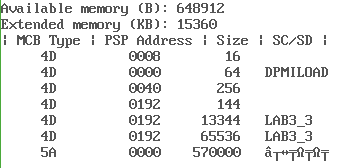 Available memory (B): 648912
Extended memory (KB): 15360
| MCB Type | PSP Address | Size | SC/SD |
4D 0008 16
4D 0000 64 DPMILOAD
4D 0040 256
4D 0192 144
4D 0192 13344 LAB3_3
4D 0192 65536 LAB3_3
5A 0000 570000